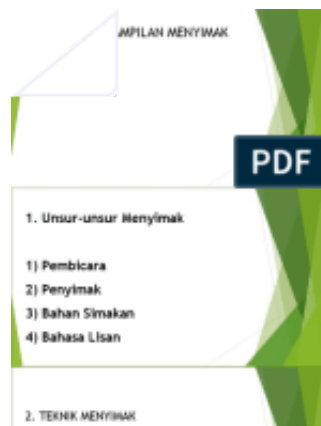 AMPILAN MENYIMAK
PDF
1. Unsur-unsur Menyimak
1) Pembicara
2) Penyimak
3) Bahan Simakan
4) Bahasa Lisan
2. TEKNIK MENYIMAK